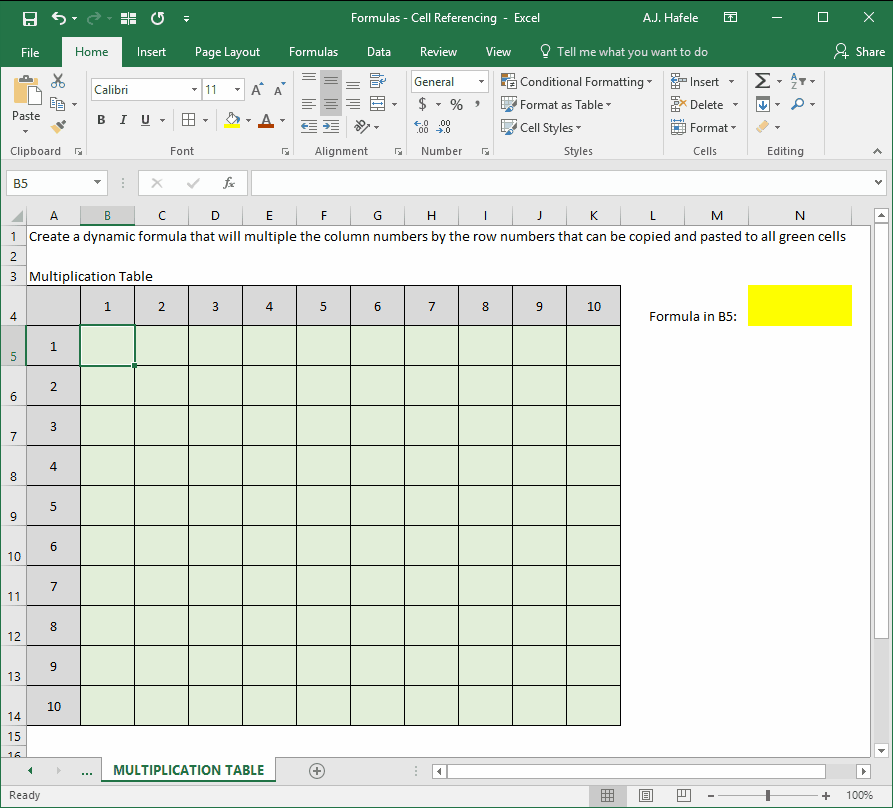 Formulas - Cell Referencing - Excel
A.J. Hafele
File Home Insert Page Layout Formulas Data Review View Tell me what you want to do Share
Calibri 11 General Conditional Formatting Insert
Paste $ % , Format as Table Delete
B I U A Cell Styles Format
Clipboard Font Alignment Number Styles Cells Editing
B5 fx
A B C D E F G H I J K L M N
1 Create a dynamic formula that will multiple the column numbers by the row numbers that can be copied and pasted to all green cells
2
3 Multiplication Table
4 1 2 3 4 5 6 7 8 9 10 Formula in B5:
5 1
6 2
7 3
8 4
9 5
10 6
11 7
12 8
13 9
14 10
15
16
... MULTIPLICATION TABLE
Ready 100%